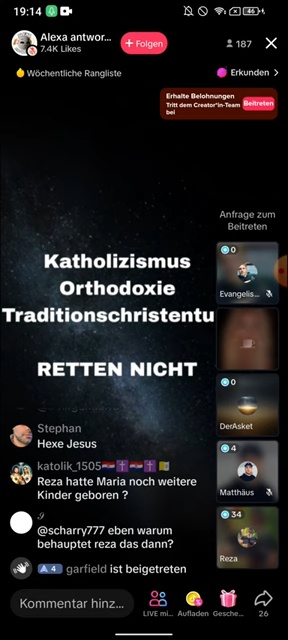 19:14
46
Alexa antwor...
7.4K Likes
+ Folgen
187
Wöchentliche Rangliste
Erkunden
Erhalte Belohnungen
Tritt dem Creator*in-Team
bei
Beitreten
Anfrage zum
Beitreten
Katholizismus
Orthodoxie
Traditionschristentu
RETTEN NICHT
0
Evangelis...
0
DerAsket
4
Matthäus
34
Reza
Stephan
Hexe Jesus
katolik_1505🇭🇷✝️🇭🇷✝️🇻🇦
Reza hatte Maria noch weitere
Kinder geboren ?
𝒥
@scharry777 eben warum
behauptet reza das dann?
4 garfield ist beigetreten
Kommentar hinz...
LIVE mi...
Aufladen
Gesche...
26